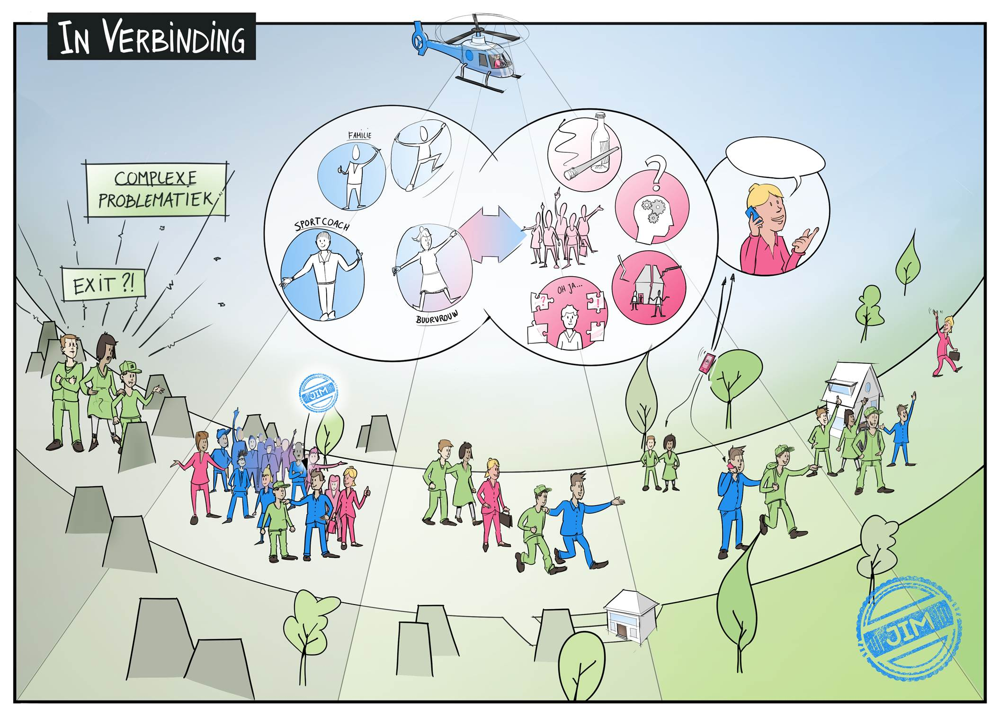 IN VERBINDING
COMPLEXE
PROBLEMATIEK
EXIT?!
FAMILIE
SPORTCOACH
BUURVROUW
?
OH JA...
?
!
JIM
JIM